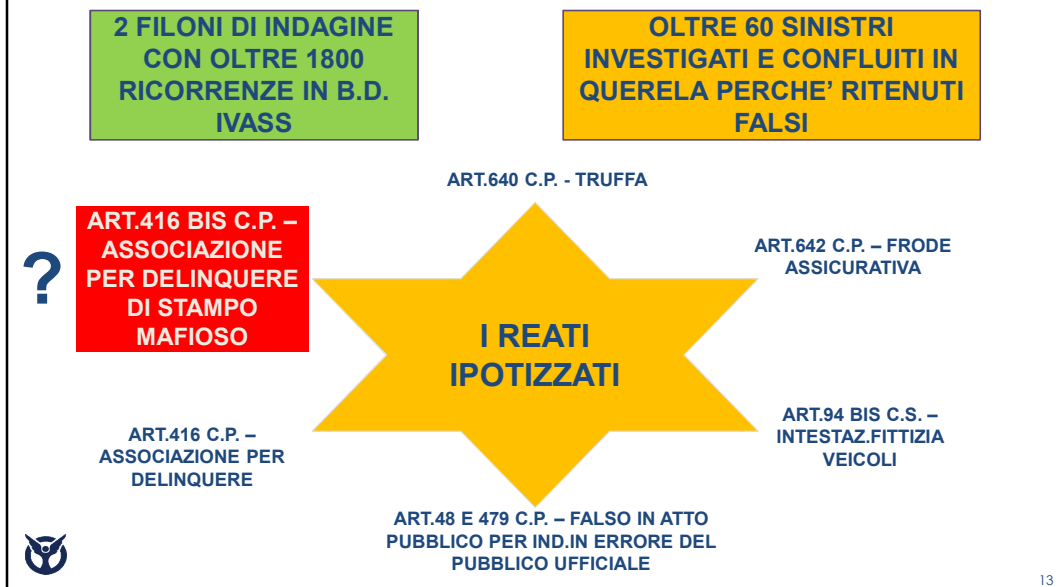 2 FILONI DI INDAGINE
CON OLTRE 1800
RICORRENZE IN B.D.
IVASS
OLTRE 60 SINISTRI
INVESTIGATI E CONFLUITI IN
QUERELA PERCHE’ RITENUTI
FALSI
ART.640 C.P. - TRUFFA
?
ART.416 BIS C.P. –
ASSOCIAZIONE
PER DELINQUERE
DI STAMPO
MAFIOSO
ART.642 C.P. – FRODE
ASSICURATIVA
I REATI
IPOTIZZATI
ART.416 C.P. –
ASSOCIAZIONE PER
DELINQUERE
ART.94 BIS C.S. –
INTESTAZ.FITTIZIA
VEICOLI
ART.48 E 479 C.P. – FALSO IN ATTO
PUBBLICO PER IND.IN ERRORE DEL
PUBBLICO UFFICIALE
13